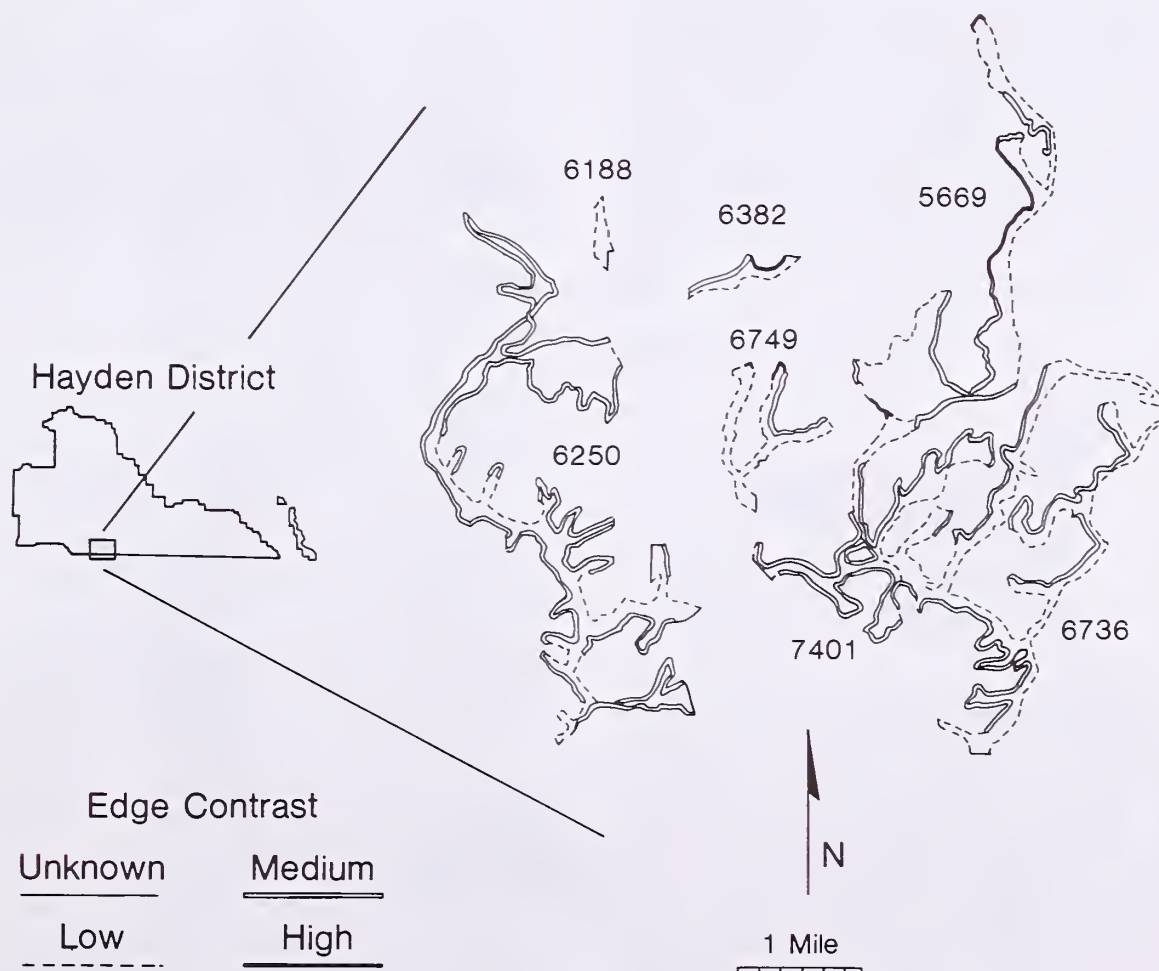 6188
6382
5669
Hayden District
6749
6250
7401
6736
Edge Contrast
Unknown Medium
Low High
N
1 Mile